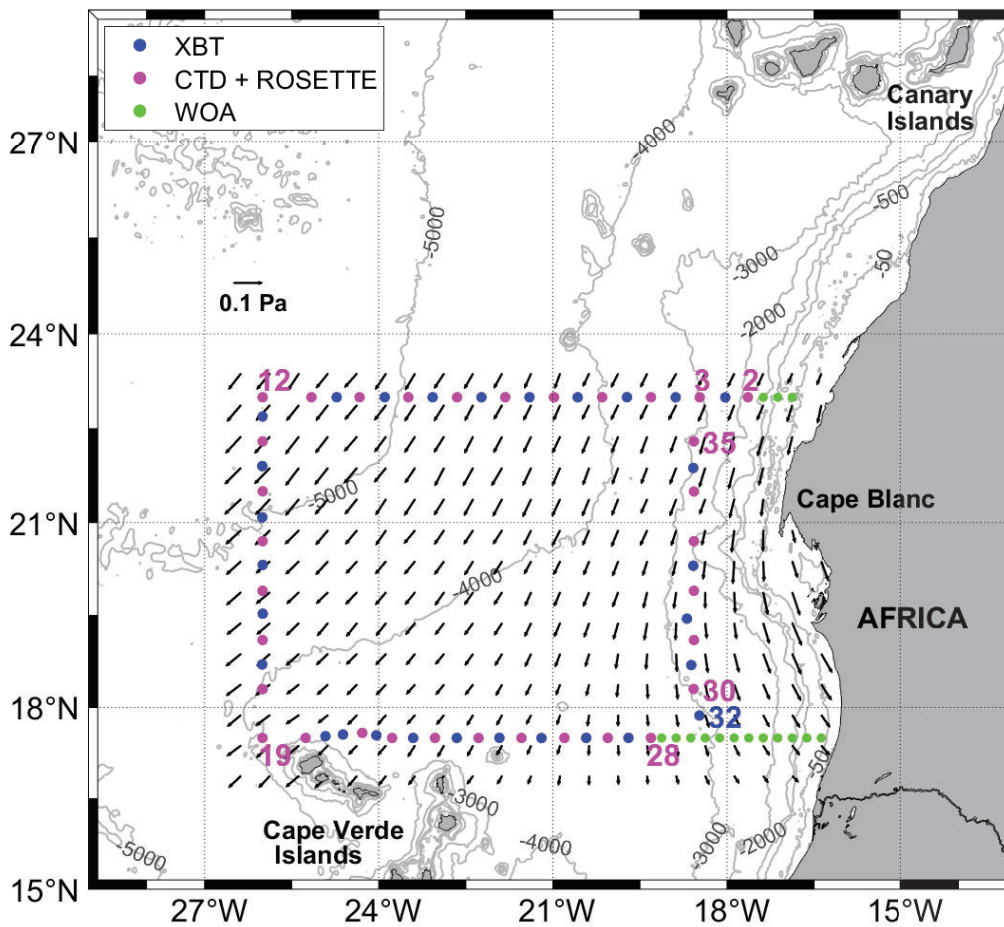 XBT
CTD + ROSETTE
WOA
Canary
Islands
27°N
-4000
-500
-5000
-50
-3000
0.1 Pa
-2000
24°N
12
3
2
35
-5000
Cape Blanc
21°N
-4000
AFRICA
30
18°N
32
19
28
-50
-3000
Cape Verde
Islands
-5000
-4000
-3000
-2000
15°N
27°W
24°W
21°W
18°W
15°W